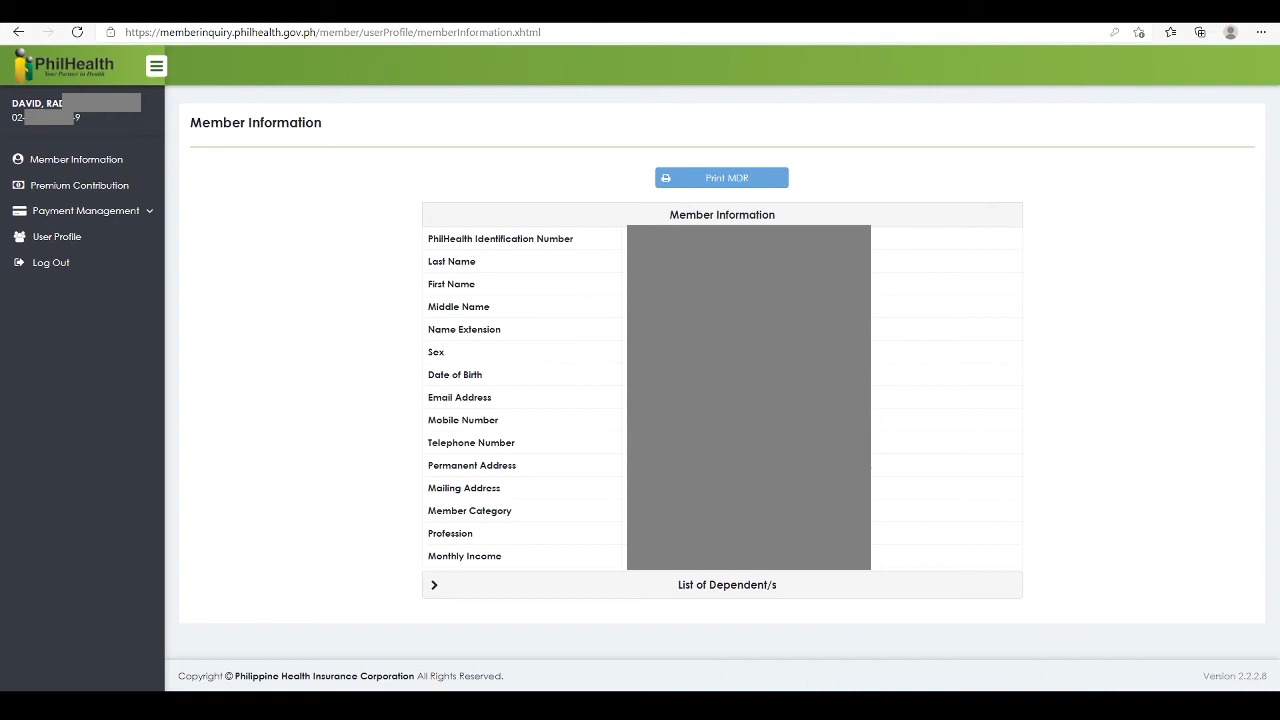 https://memberinquiry.philhealth.gov.ph/member/userProfile/memberInformation.xhtml
PhilHealth
Your Partner in Health
DAVID, RAD
02- -9
Member Information
Premium Contribution
Payment Management
User Profile
Log Out
Member Information
Print MDR
Member Information
PhilHealth Identification Number
Last Name
First Name
Middle Name
Name Extension
Sex
Date of Birth
Email Address
Mobile Number
Telephone Number
Permanent Address
Mailing Address
Member Category
Profession
Monthly Income
List of Dependent/s
Copyright © Philippine Health Insurance Corporation All Rights Reserved.
Version 2.2.2.8